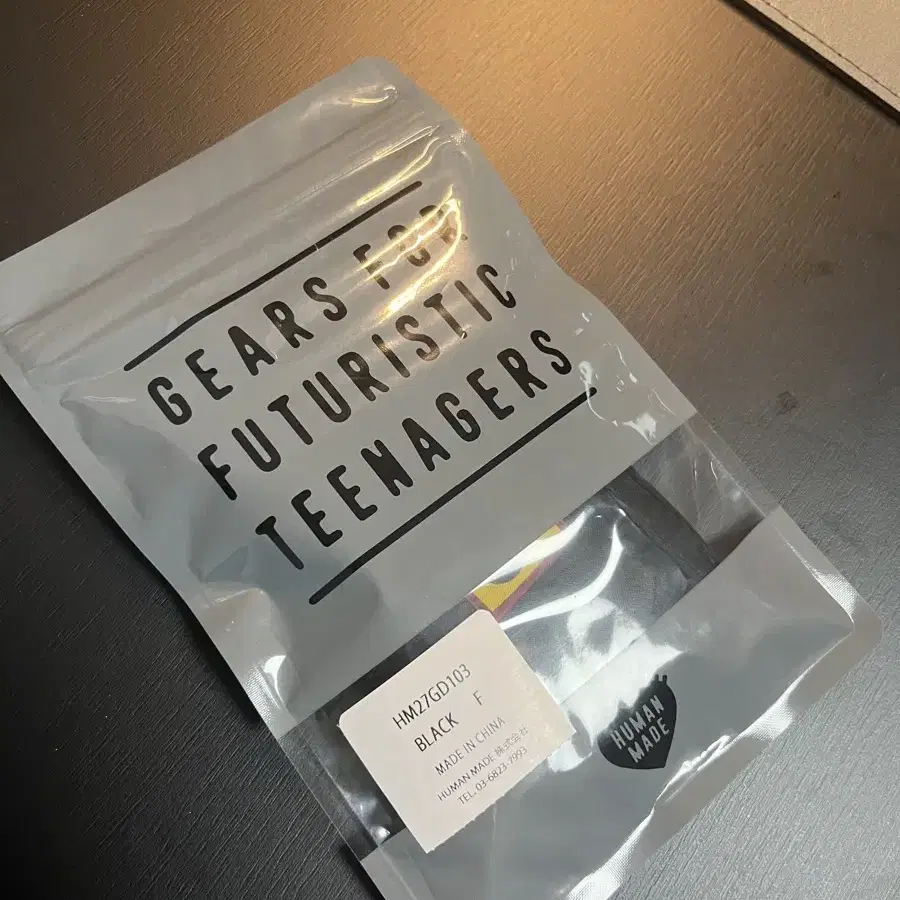 GEARS FOR
FUTURISTIC
TEENAGERS
HM27GD103
BLACK F
MADE IN CHINA
HUMAN MADE 株式会社
TEL. 03-6823-7993
HUMAN
MADE